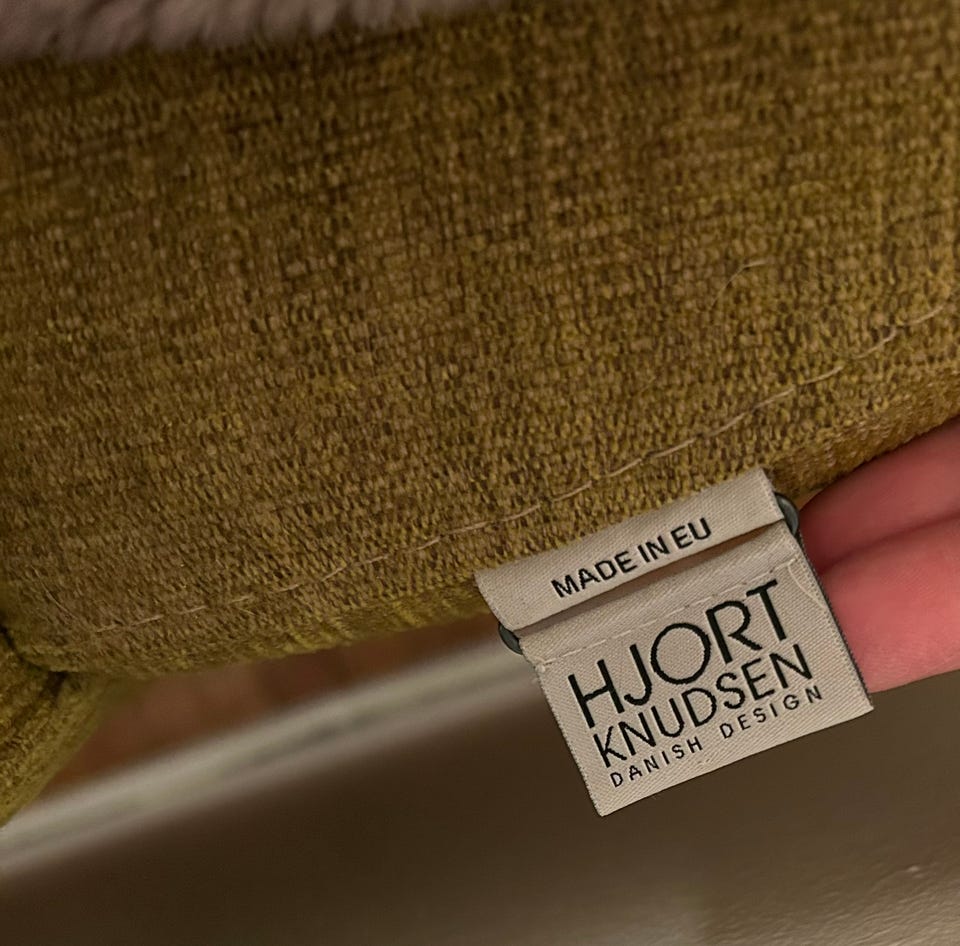 MADE IN EU
HJORT
KNUDSEN
DANISH DESIGN